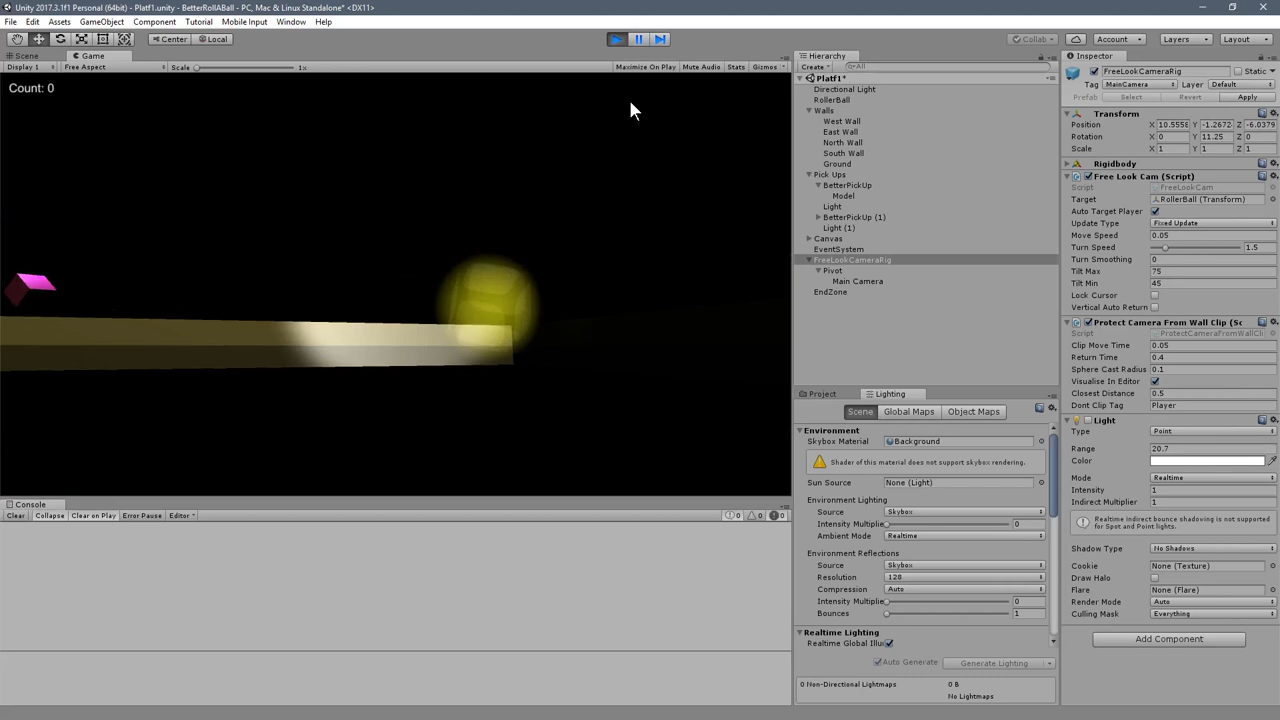 Unity 2017.3.1f1 Personal (64bit) - Platf1.unity - BetterRollABall - PC, Mac & Linux Standalone* <DX11>
File Edit Assets GameObject Component Tutorial Mobile Input Window Help
Center Local Collab Account Layers Layout
Scene Game
Display 1 Free Aspect Scale 1x Maximize On Play Mute Audio Stats Gizmos
Count: 0
Console
Clear Collapse Clear on Play Error Pause Editor 0 0 0
Hierarchy
Create All
Platf1*
Directional Light
RollerBall
Walls
West Wall
East Wall
North Wall
South Wall
Ground
Pick Ups
BetterPickUp
Model
Light
BetterPickUp (1)
Light (1)
Canvas
EventSystem
FreeLookCameraRig
Pivot
Main Camera
EndZone
Project Lighting
Scene Global Maps Object Maps
Environment
Skybox Material Background
Shader of this material does not support skybox rendering.
Sun Source None (Light)
Environment Lighting
Source Skybox
Intensity Multiplie 0
Ambient Mode Realtime
Environment Reflections
Source Skybox
Resolution 128
Compression Auto
Intensity Multiplie 0
Bounces 1
Realtime Lighting
Realtime Global Illu
Auto Generate Generate Lighting
0 Non-Directional Lightmaps 0 B
No Lightmaps
Inspector
FreeLookCameraRig Static
Tag MainCamera Layer Default
Prefab Select Revert Apply
Transform
Position X 10.555 Y -1.2672 Z -6.0379
Rotation X 0 Y 11.25 Z 0
Scale X 1 Y 1 Z 1
Rigidbody
Free Look Cam (Script)
Script FreeLookCam
Target RollerBall (Transform)
Auto Target Player
Update Type Fixed Update
Move Speed 0.05
Turn Speed 1.5
Turn Smoothing 0
Tilt Max 75
Tilt Min 45
Lock Cursor
Vertical Auto Return
Protect Camera From Wall Clip (Sc
Script ProtectCameraFromWallCli
Clip Move Time 0.05
Return Time 0.4
Sphere Cast Radius 0.1
Visualise In Editor
Closest Distance 0.5
Dont Clip Tag Player
Light
Type Point
Range 20.7
Color
Mode Realtime
Intensity 1
Indirect Multiplier 1
Realtime indirect bounce shadowing is not supported
for Spot and Point lights.
Shadow Type No Shadows
Cookie None (Texture)
Draw Halo
Flare None (Flare)
Render Mode Auto
Culling Mask Everything
Add Component